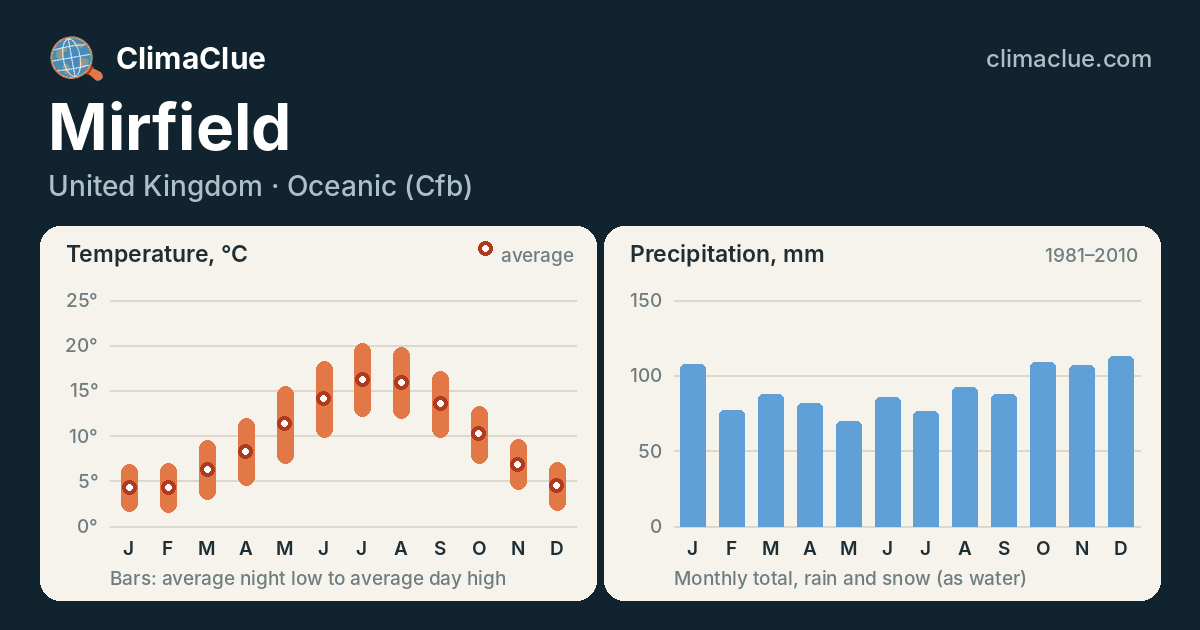 ClimaClue
climaclue.com
Mirfield
United Kingdom · Oceanic (Cfb)
Temperature, °C
average
25°
20°
15°
10°
5°
0°
J F M A M J J A S O N D
Bars: average night low to average day high
Precipitation, mm
1981–2010
150
100
50
0
J F M A M J J A S O N D
Monthly total, rain and snow (as water)